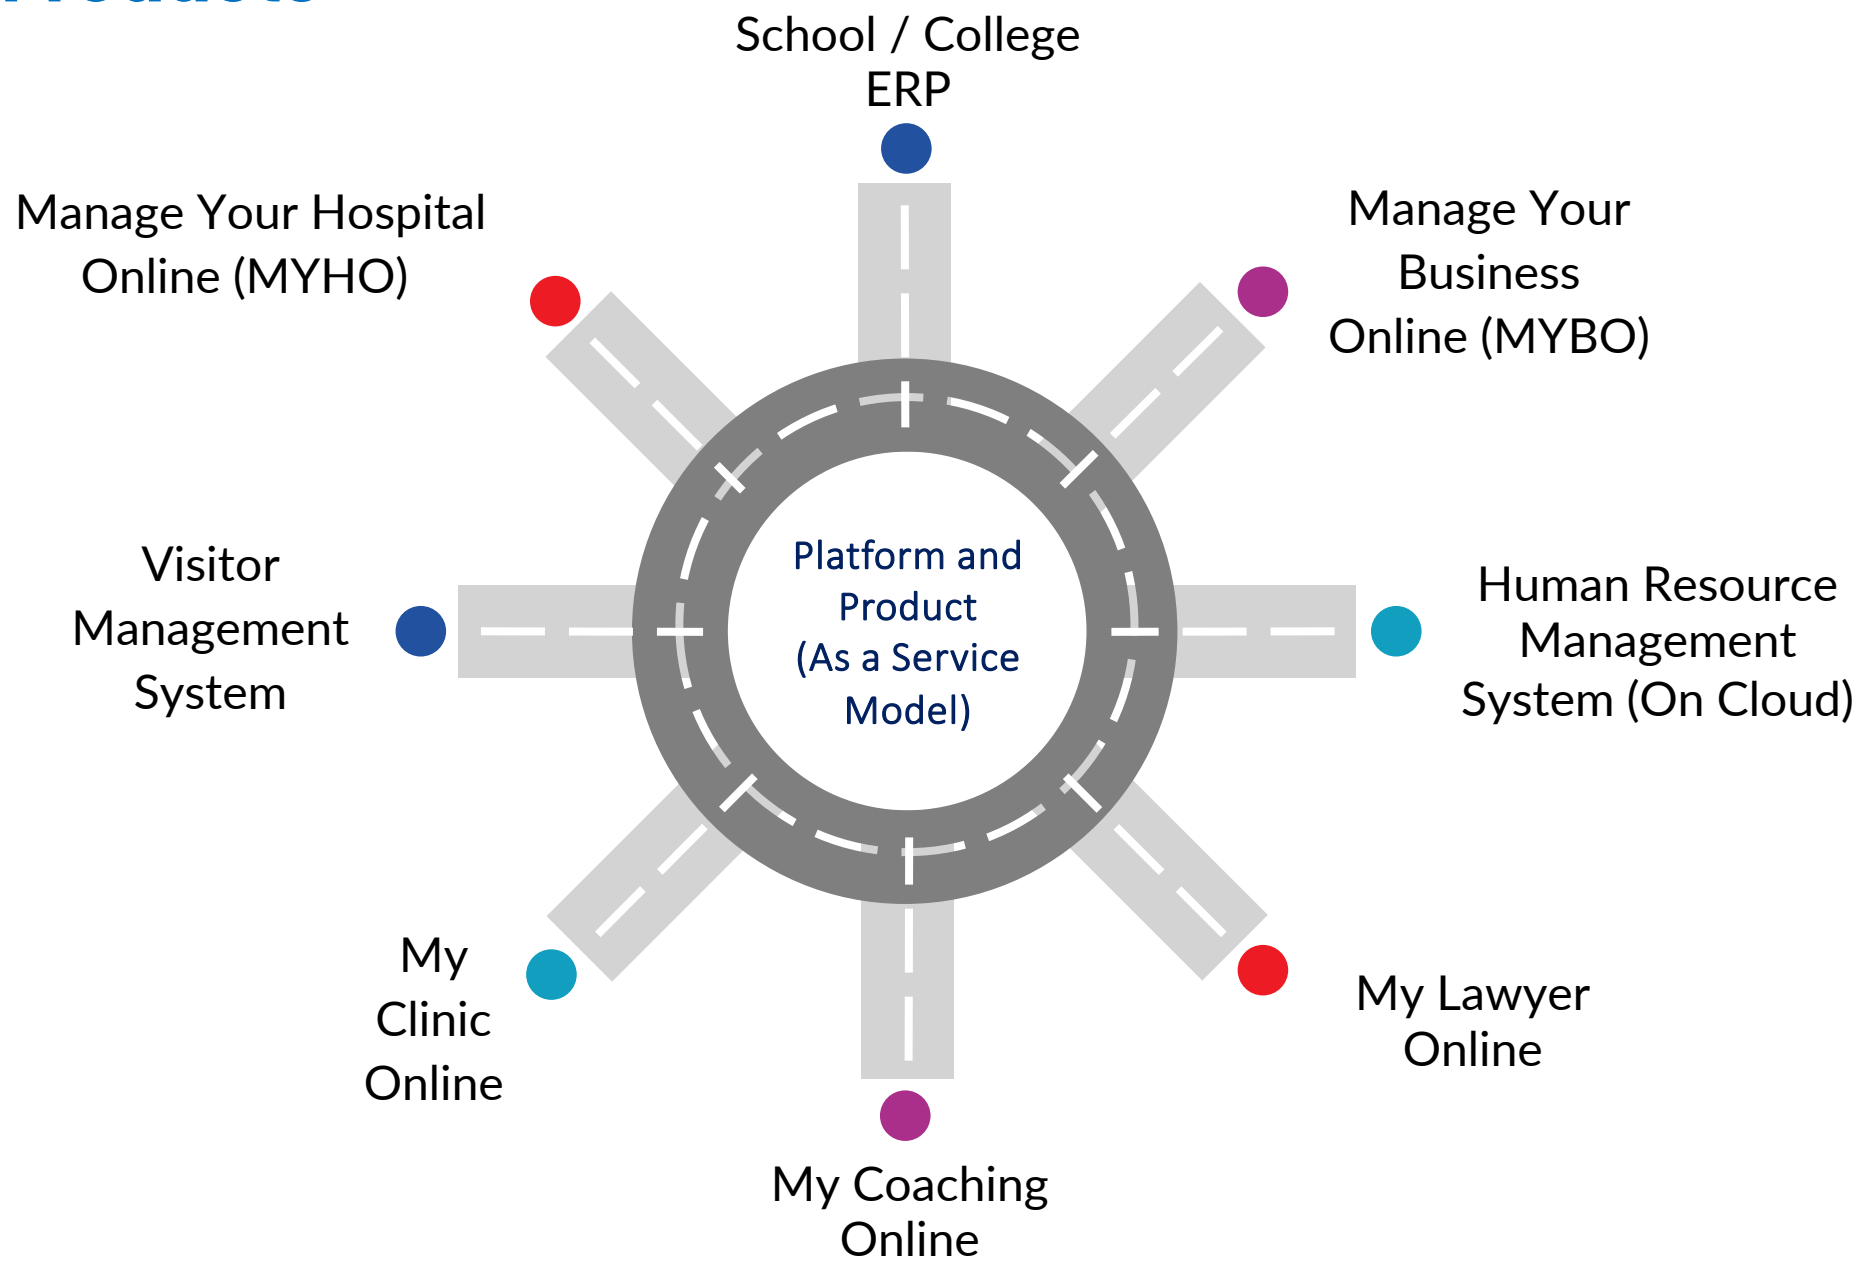 Products
School / College
ERP
Manage Your Hospital
Online (MYHO)
Manage Your
Business
Online (MYBO)
Visitor
Management
System
Platform and
Product
(As a Service
Model)
Human Resource
Management
System (On Cloud)
My
Clinic
Online
My Lawyer
Online
My Coaching
Online